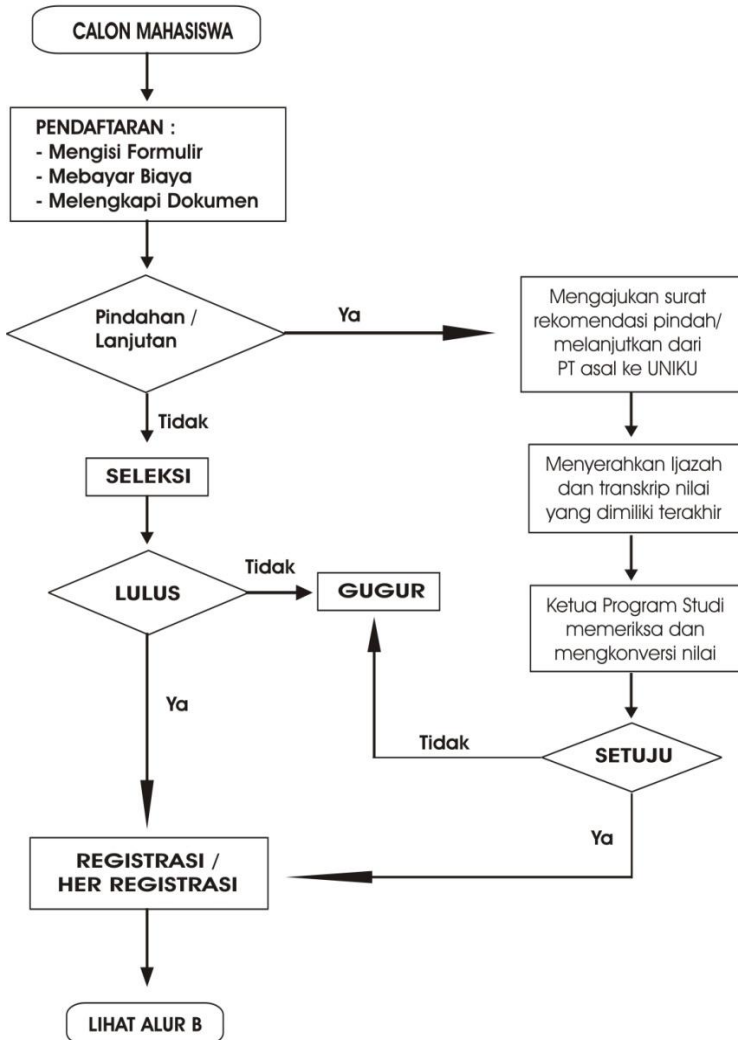 CALON MAHASISWA
PENDAFTARAN :
- Mengisi Formulir
- Mebayar Biaya
- Melengkapi Dokumen
Pindahan /
Lanjutan
Ya
Mengajukan surat
rekomendasi pindah/
melanjutkan dari
PT asal ke UNIKU
Tidak
SELEKSI
Menyerahkan Ijazah
dan transkrip nilai
yang dimiliki terakhir
LULUS
Tidak
GUGUR
Ketua Program Studi
memeriksa dan
mengkonversi nilai
Ya
Tidak
SETUJU
Ya
REGISTRASI /
HER REGISTRASI
LIHAT ALUR B